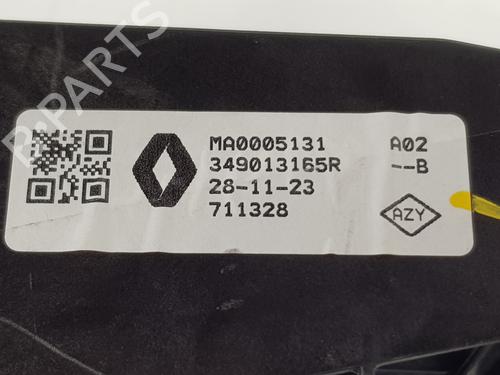 MA0005131 A02
349013165R --B
28-11-23
711328
AZY
B-PARTS